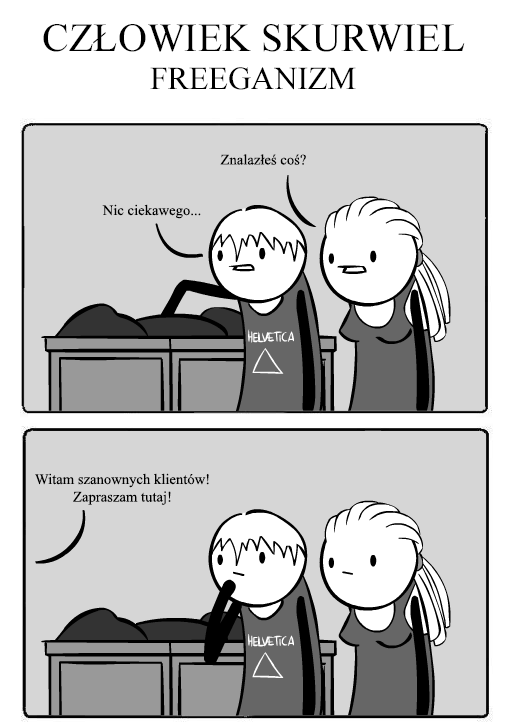 CZŁOWIEK SKURWIEL
FREEGANIZM
Znalazłeś coś?
Nic ciekawego...
HELVETICA
Witam szanownych klientów!
Zapraszam tutaj!
HELVETICA